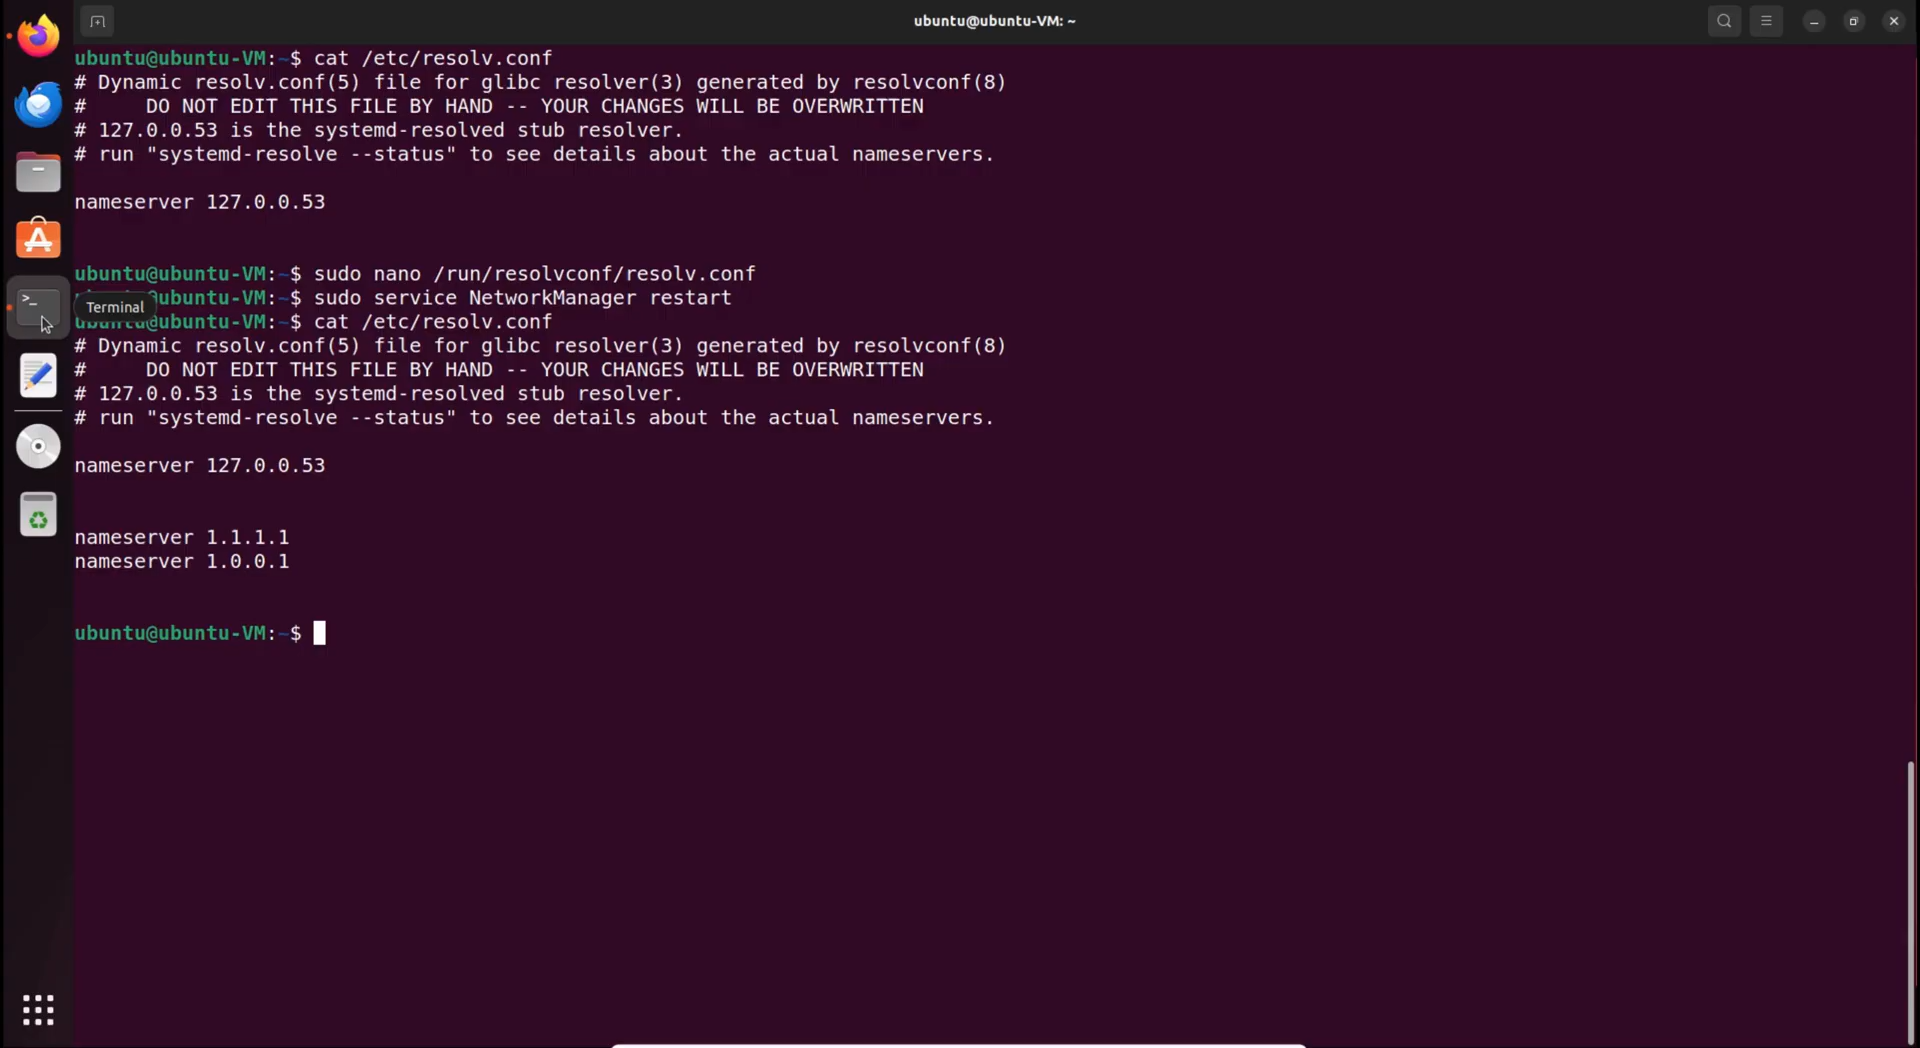 ubuntu@ubuntu-VM: ~
ubuntu@ubuntu-VM:~$ cat /etc/resolv.conf
# Dynamic resolv.conf(5) file for glibc resolver(3) generated by resolvconf(8)
#     DO NOT EDIT THIS FILE BY HAND -- YOUR CHANGES WILL BE OVERWRITTEN
# 127.0.0.53 is the systemd-resolved stub resolver.
# run "systemd-resolve --status" to see details about the actual nameservers.
nameserver 127.0.0.53
ubuntu@ubuntu-VM:~$ sudo nano /run/resolvconf/resolv.conf
ubuntu@ubuntu-VM:~$ sudo service NetworkManager restart
Terminal
ubuntu@ubuntu-VM:~$ cat /etc/resolv.conf
# Dynamic resolv.conf(5) file for glibc resolver(3) generated by resolvconf(8)
#     DO NOT EDIT THIS FILE BY HAND -- YOUR CHANGES WILL BE OVERWRITTEN
# 127.0.0.53 is the systemd-resolved stub resolver.
# run "systemd-resolve --status" to see details about the actual nameservers.
nameserver 127.0.0.53
nameserver 1.1.1.1
nameserver 1.0.0.1
ubuntu@ubuntu-VM:~$